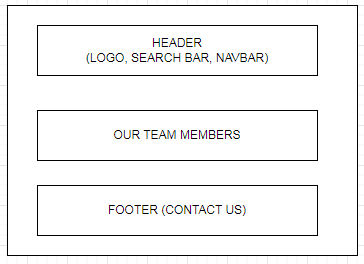 HEADER
(LOGO, SEARCH BAR, NAVBAR)
OUR TEAM MEMBERS
FOOTER (CONTACT US)